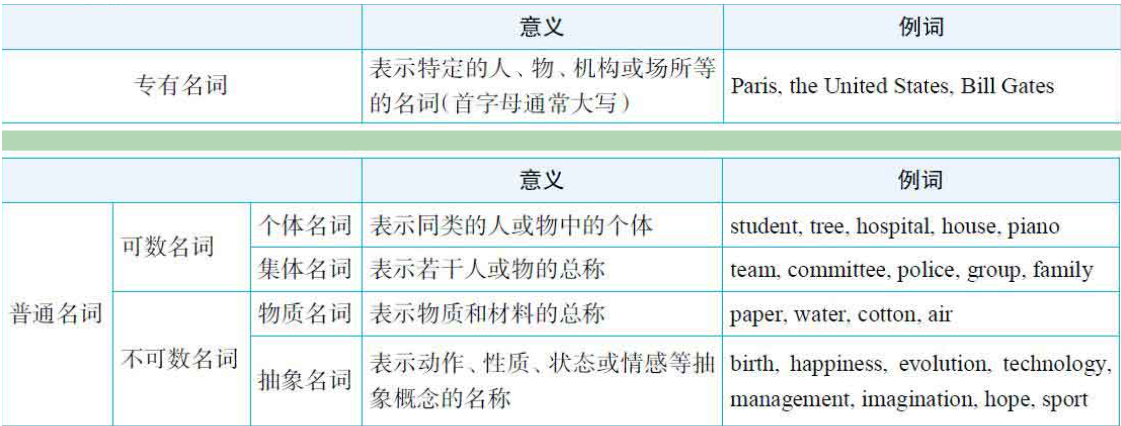 意义 例词
专有名词 表示特定的人、物、机构或场所等的名词(首字母通常大写) Paris, the United States, Bill Gates
意义 例词
普通名词 可数名词 个体名词 表示同类的人或物中的个体 student, tree, hospital, house, piano
集体名词 表示若干人或物的总称 team, committee, police, group, family
不可数名词 物质名词 表示物质和材料的总称 paper, water, cotton, air
抽象名词 表示动作、性质、状态或情感等抽象概念的名称 birth, happiness, evolution, technology, management, imagination, hope, sport